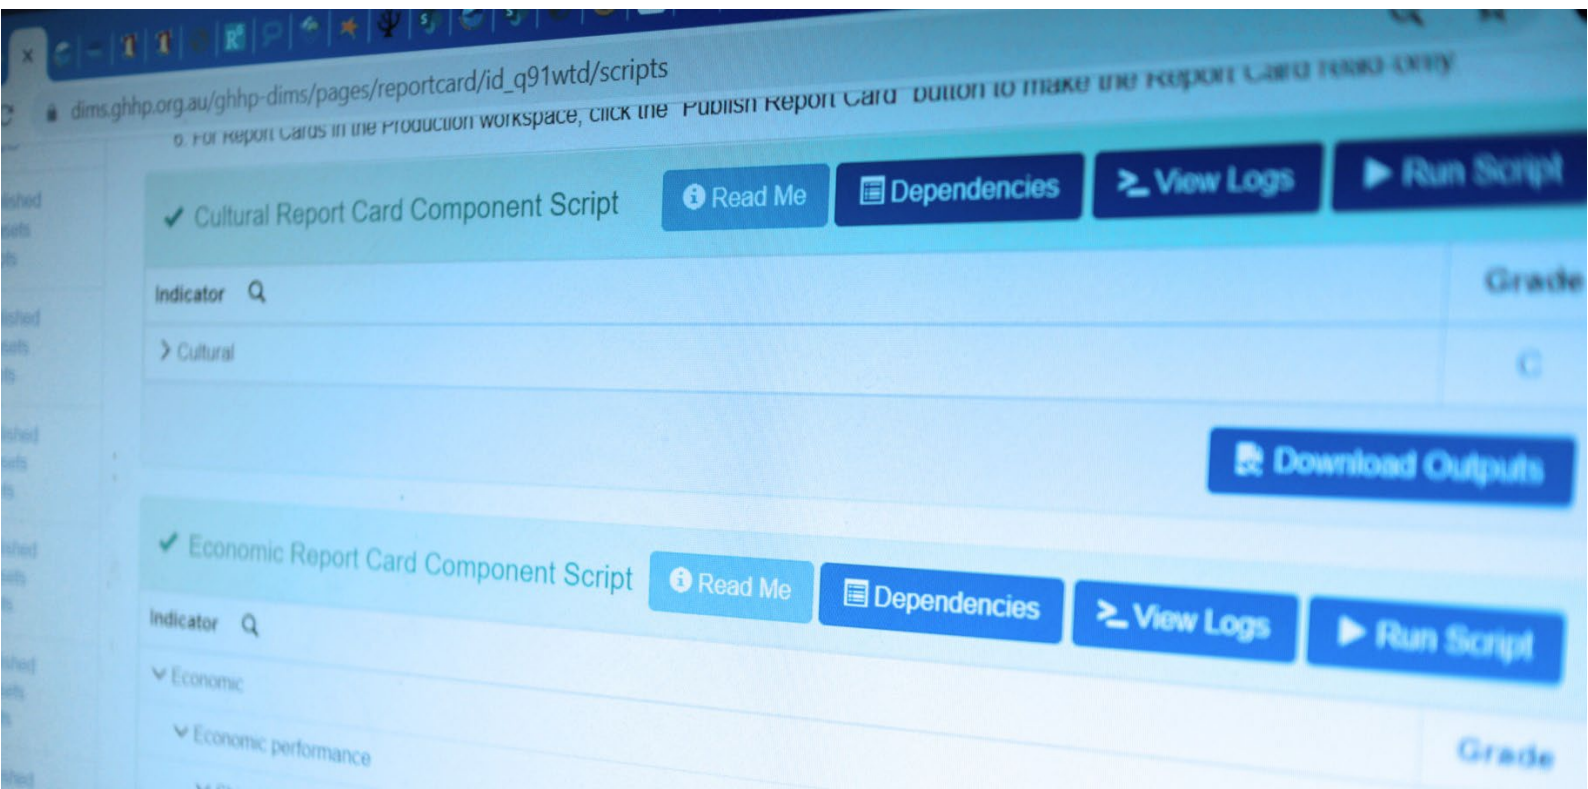 dims.ghhp.org.au/ghhp-dims/pages/reportcard/id_q91wtd/scripts
6. For Report Cards in the Production workspace, click the "Publish Report Card" button to make the Report Card read-only
Cultural Report Card Component Script
Read Me
Dependencies
View Logs
Run Script
Indicator
Grade
Cultural
C
Download Outputs
Economic Report Card Component Script
Read Me
Dependencies
View Logs
Run Script
Indicator
Grade
Economic
Economic performance